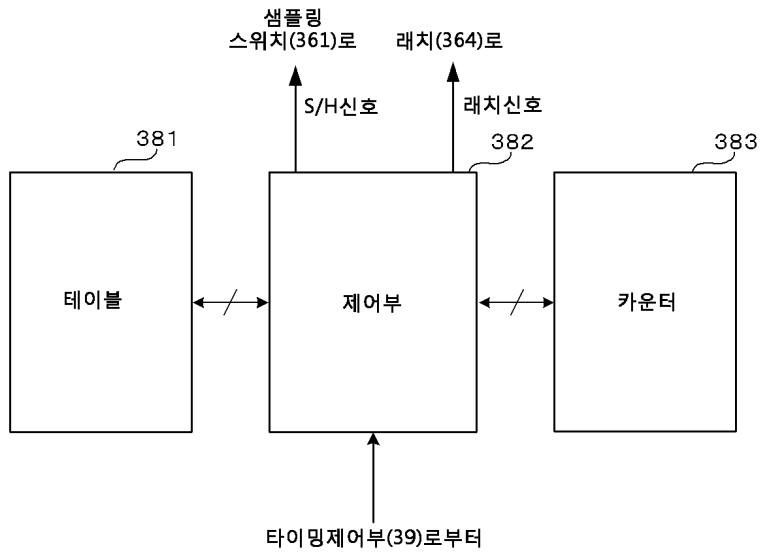 샘플링
스위치(361)로
래치(364)로
S/H신호
래치신호
381
382
383
테이블
제어부
카운터
타이밍제어부(39)로부터